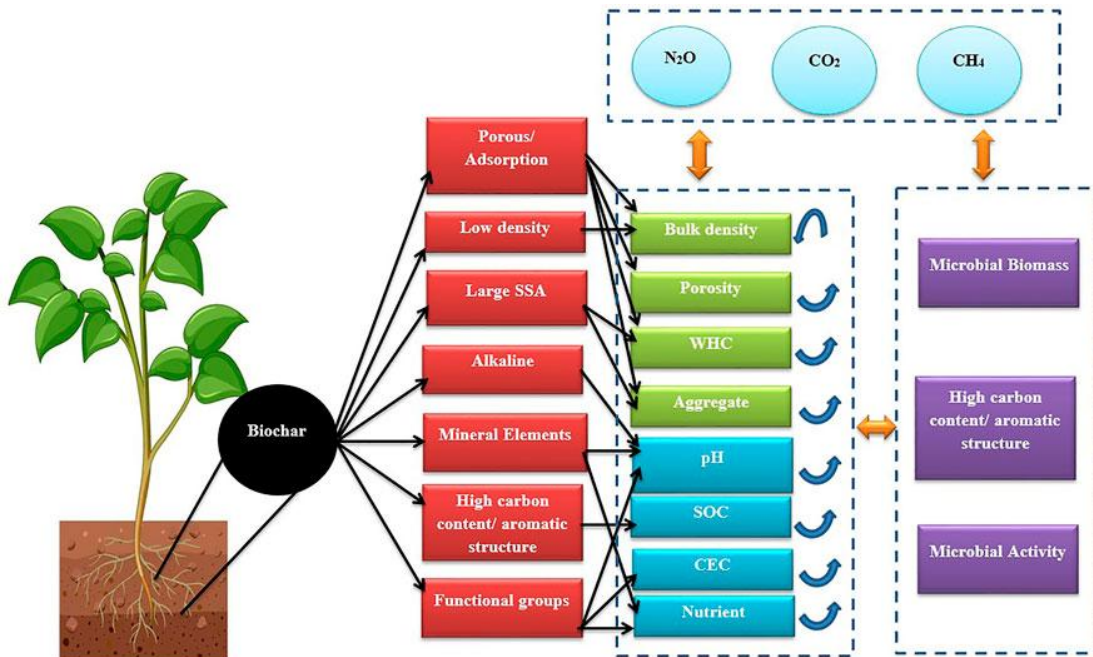 N₂O
CO₂
CH₄
Porous/
Adsorption
Low density
Large SSA
Alkaline
Mineral Elements
High carbon
content/ aromatic
structure
Functional groups
Biochar
Bulk density
Porosity
WHC
Aggregate
pH
SOC
CEC
Nutrient
Microbial Biomass
High carbon
content/ aromatic
structure
Microbial Activity